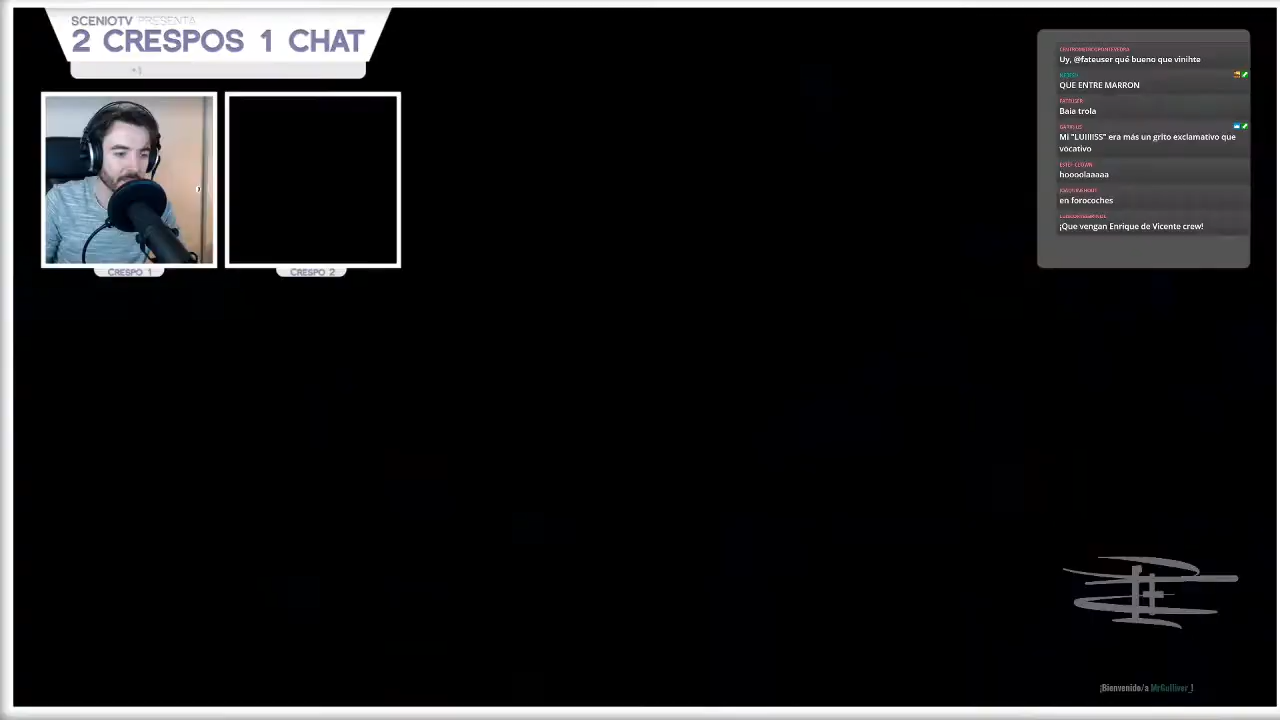 SCENIOTV PRESENTA
2 CRESPOS 1 CHAT
CRESPO 1
CRESPO 2
Uy, @fateuser qué bueno que vinihte
QUE ENTRE MARRON
FATEUSER
Baia trola
Mi "LUIIIISS" era más un grito exclamativo que
vocativo
hoooolaaaaa
en forocoches
¡Que vengan Enrique de Vicente crew!
¡Bienvenido/a MrGulliver_!